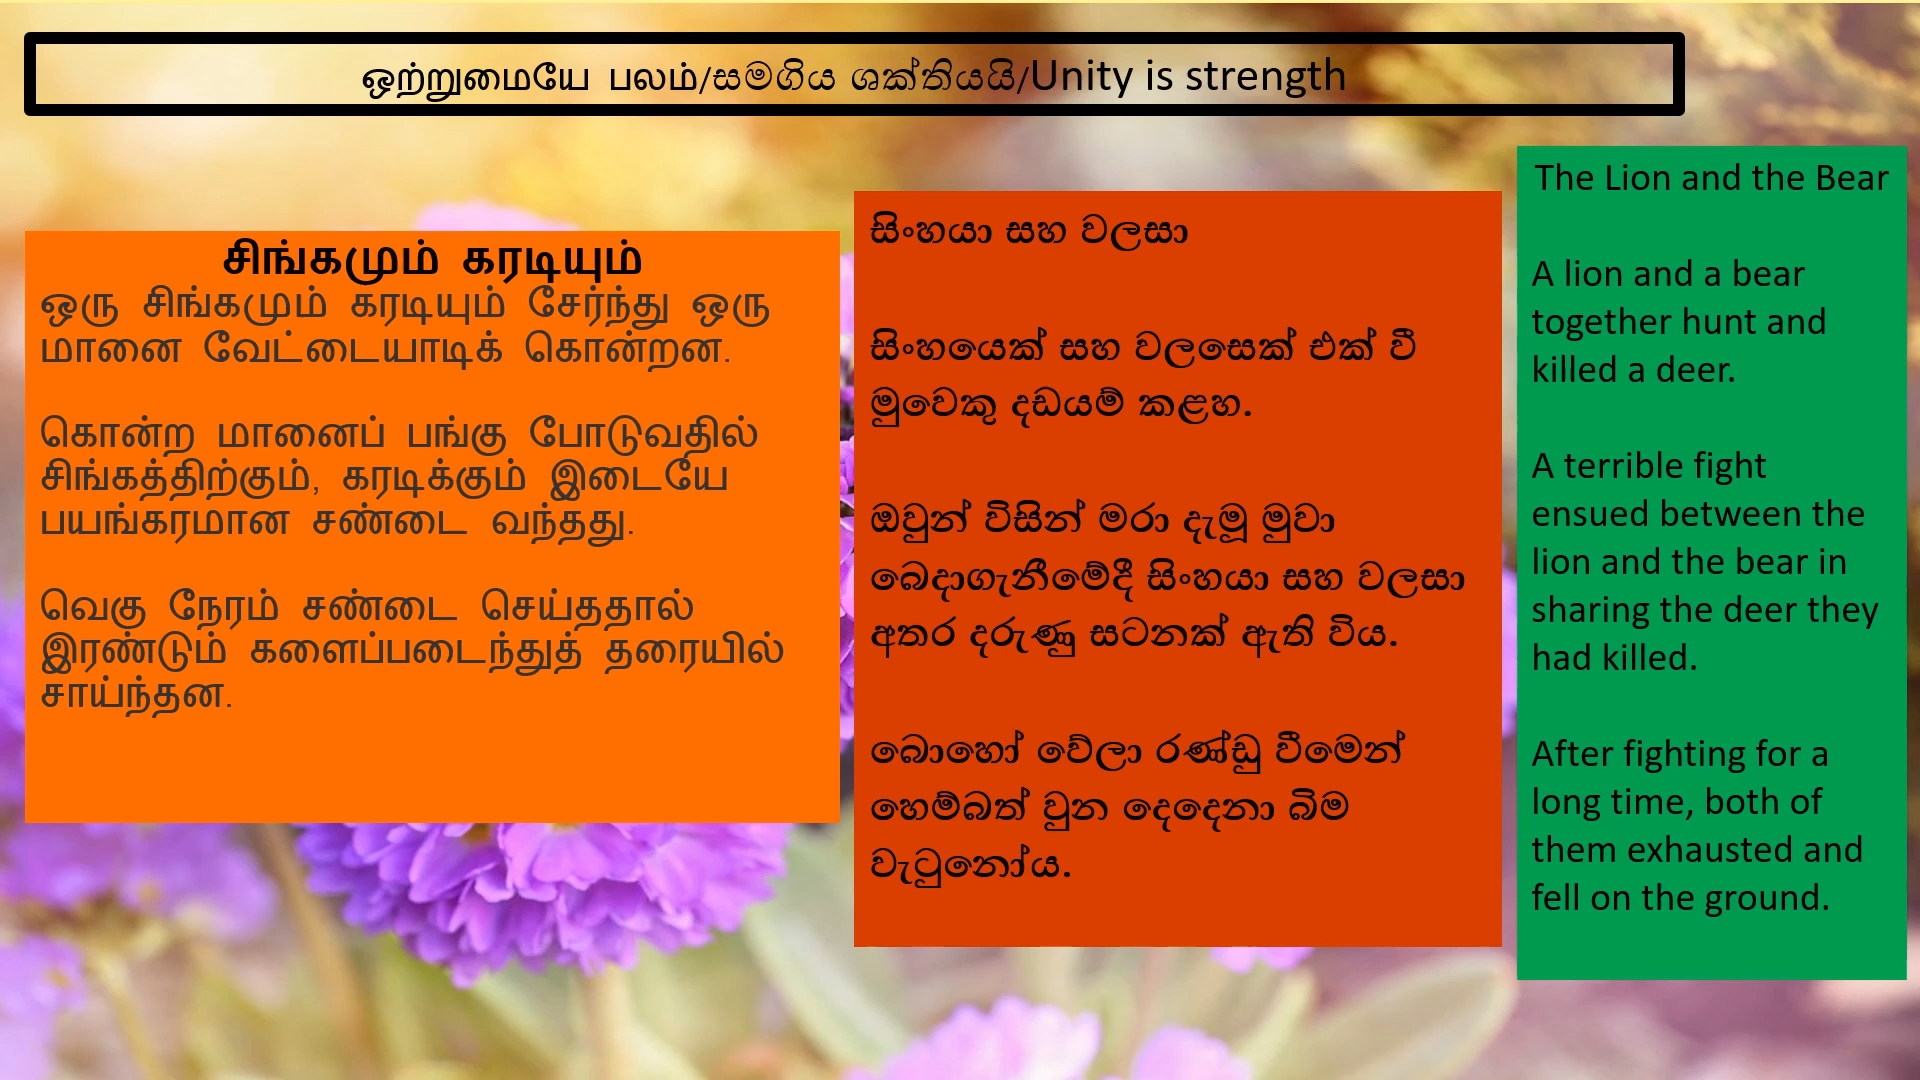 ஒற்றுமையே பலம்/සමගිය ශක්තියයි/Unity is strength
சிங்கமும் கரடியும்
ஒரு சிங்கமும் கரடியும் சேர்ந்து ஒரு
மானை வேட்டையாடிக் கொன்றன.
கொன்ற மானைப் பங்கு போடுவதில்
சிங்கத்திற்கும், கரடிக்கும் இடையே
பயங்கரமான சண்டை வந்தது.
வெகு நேரம் சண்டை செய்ததால்
இரண்டும் களைப்படைந்துத் தரையில்
சாய்ந்தன.
සිංහයා සහ වලසා
සිංහයෙක් සහ වලසෙක් එක් වී
මුවෙකු දඩයම් කළහ.
ඔවුන් විසින් මරා දැමූ මුවා
බෙදාගැනීමේදී සිංහයා සහ වලසා
අතර දරුණු සටනක් ඇති විය.
බොහෝ වේලා රණ්ඩු වීමෙන්
හෙම්බත් වුන දෙදෙනා බිම
වැටුනෝය.
The Lion and the Bear
A lion and a bear
together hunt and
killed a deer.
A terrible fight
ensued between the
lion and the bear in
sharing the deer they
had killed.
After fighting for a
long time, both of
them exhausted and
fell on the ground.